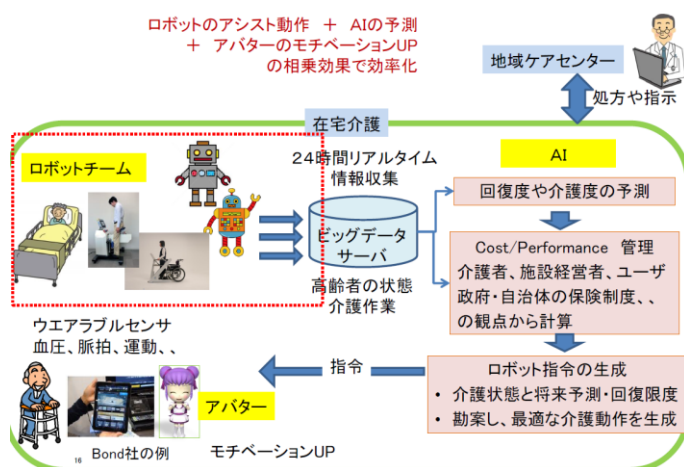 ロボットのアシスト動作 ＋ AIの予測
＋ アバターのモチベーションUP
の相乗効果で効率化
地域ケアセンター
処方や指示
在宅介護
ロボットチーム
２４時間リアルタイム
情報収集
AI
回復度や介護度の予測
ビッグデータ
サーバ
Cost/Performance 管理
介護者、施設経営者、ユーザ
政府・自治体の保険制度、、
の観点から計算
高齢者の状態
介護作業
ウエアラブルセンサ
血圧、脈拍、運動、、
指令
ロボット指令の生成
• 介護状態と将来予測・回復限度
• 勘案し、最適な介護動作を生成
アバター
16
Bond社の例
モチベーションUP